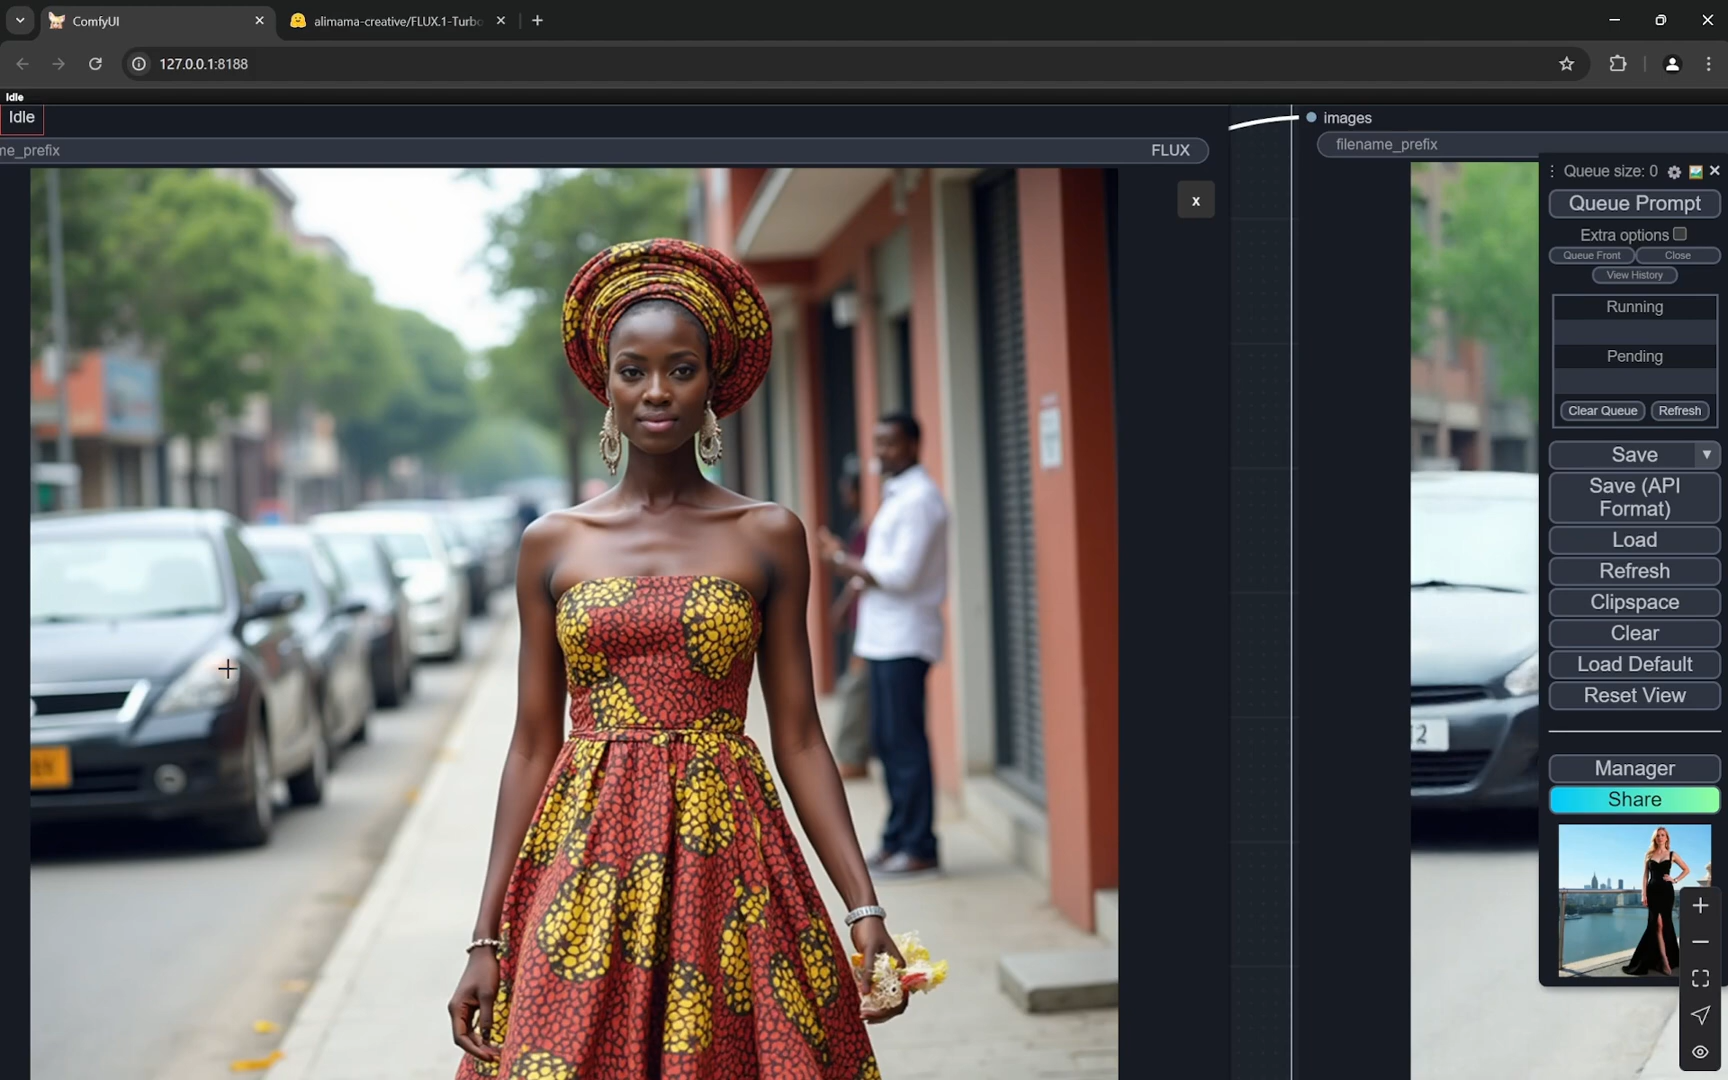 ComfyUI
alimama-creative/FLUX.1-Turbo
127.0.0.1:8188
Idle
Idle
me_prefix
FLUX
x
images
filename_prefix
Queue size: 0
Queue Prompt
Extra options
Queue Front
Close
View History
Running
Pending
Clear Queue
Refresh
Save
Save (API
Format)
Load
Refresh
Clipspace
Clear
Load Default
Reset View
Manager
Share
2